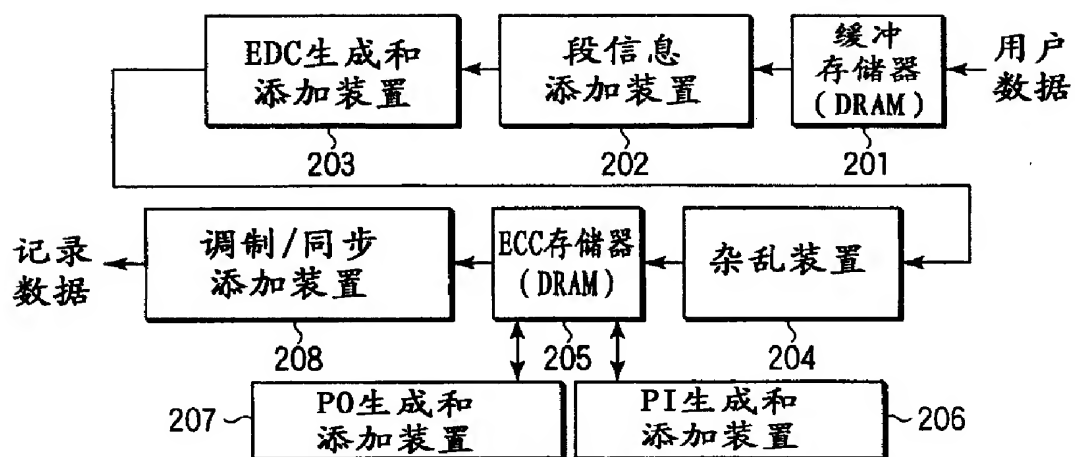 EDC生成和
添加装置
203
段信息
添加装置
202
缓冲
存储器
(DRAM)
201
用户
数据
记录
数据
调制/同步
添加装置
208
ECC存储器
(DRAM)
205
杂乱装置
204
207
PO生成和
添加装置
PI生成和
添加装置
206